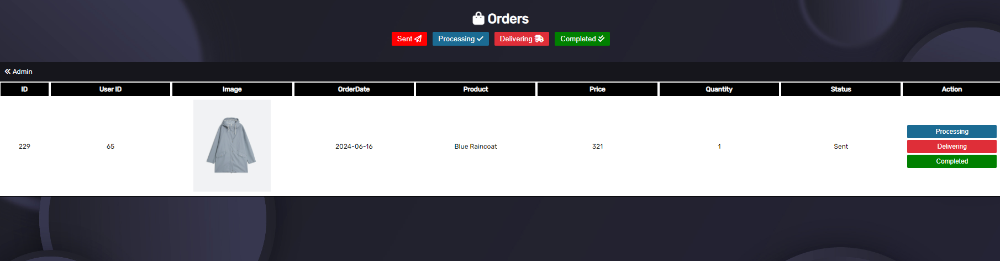 Orders
Sent
Processing
Delivering
Completed
Admin
ID User ID Image OrderDate Product Price Quantity Status Action
229 65 2024-06-16 Blue Raincoat 321 1 Sent
Processing
Delivering
Completed